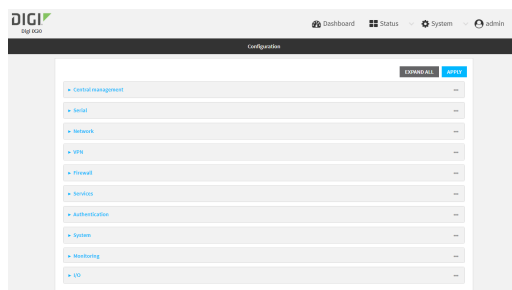 DIGI
Digi IX30
Dashboard Status System admin
Configuration
EXPAND ALL APPLY
Central management
Serial
Network
VPN
Firewall
Services
Authentication
System
Monitoring
I/O